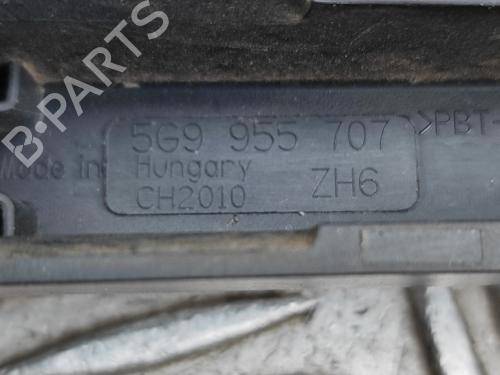 5G9 955 707 >PBT-
Made in Hungary
CH2010 ZH6
B-PARTS